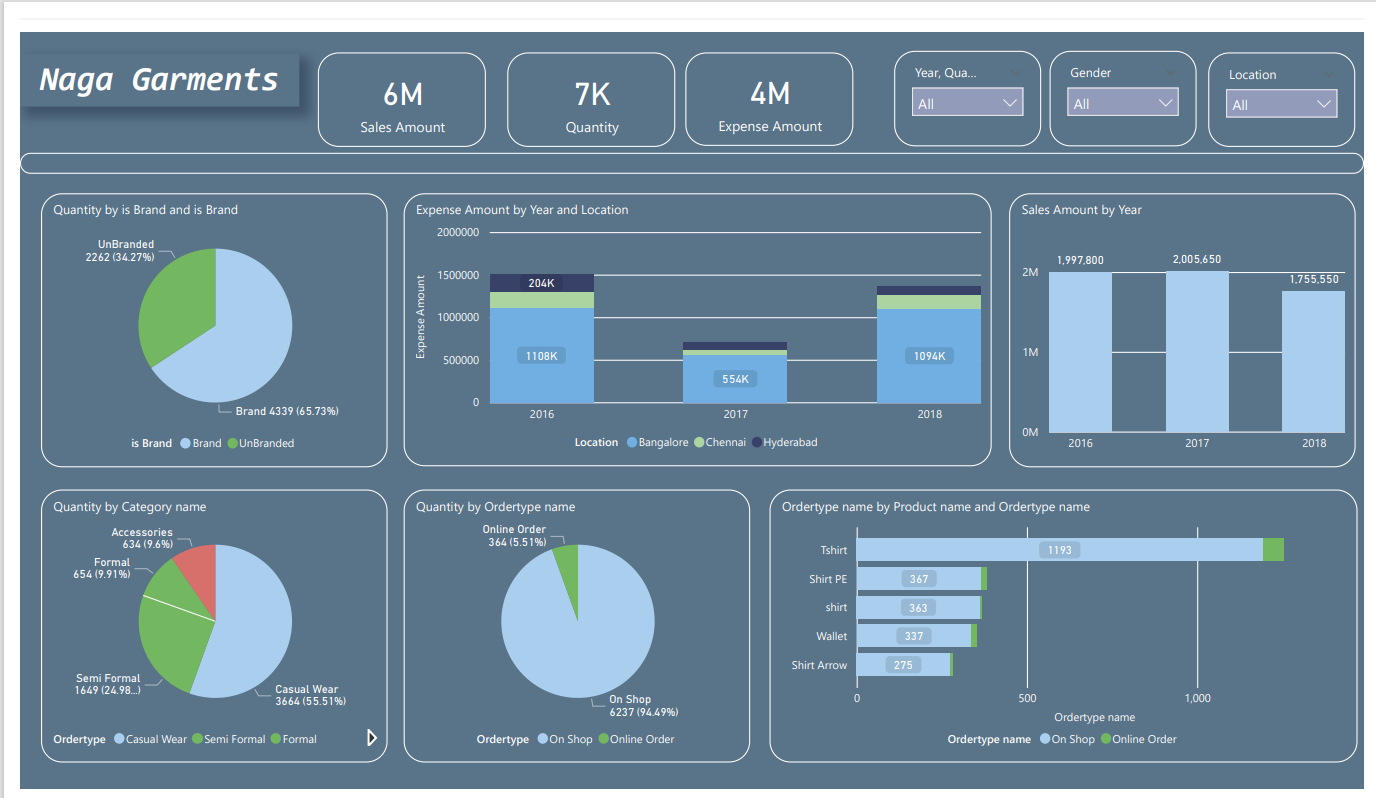 Naga Garments
6M
Sales Amount
7K
Quantity
4M
Expense Amount
Year, Qua...
All
Gender
All
Location
All
Quantity by is Brand and is Brand
UnBranded
2262 (34.27%)
Brand 4339 (65.73%)
is Brand Brand UnBranded
Expense Amount by Year and Location
Expense Amount
2000000
1500000
1000000
500000
0
204K
1108K
554K
1094K
2016 2017 2018
Location Bangalore Chennai Hyderabad
Sales Amount by Year
2M
1M
0M
1,997,800
2,005,650
1,755,550
2016 2017 2018
Quantity by Category name
Accessories
634 (9.6%)
Formal
654 (9.91%)
Semi Formal
1649 (24.98...)
Casual Wear
3664 (55.51%)
Ordertype Casual Wear Semi Formal Formal
Quantity by Ordertype name
Online Order
364 (5.51%)
On Shop
6237 (94.49%)
Ordertype On Shop Online Order
Ordertype name by Product name and Ordertype name
Tshirt 1193
Shirt PE 367
shirt 363
Wallet 337
Shirt Arrow 275
0 500 1,000
Ordertype name
Ordertype name On Shop Online Order